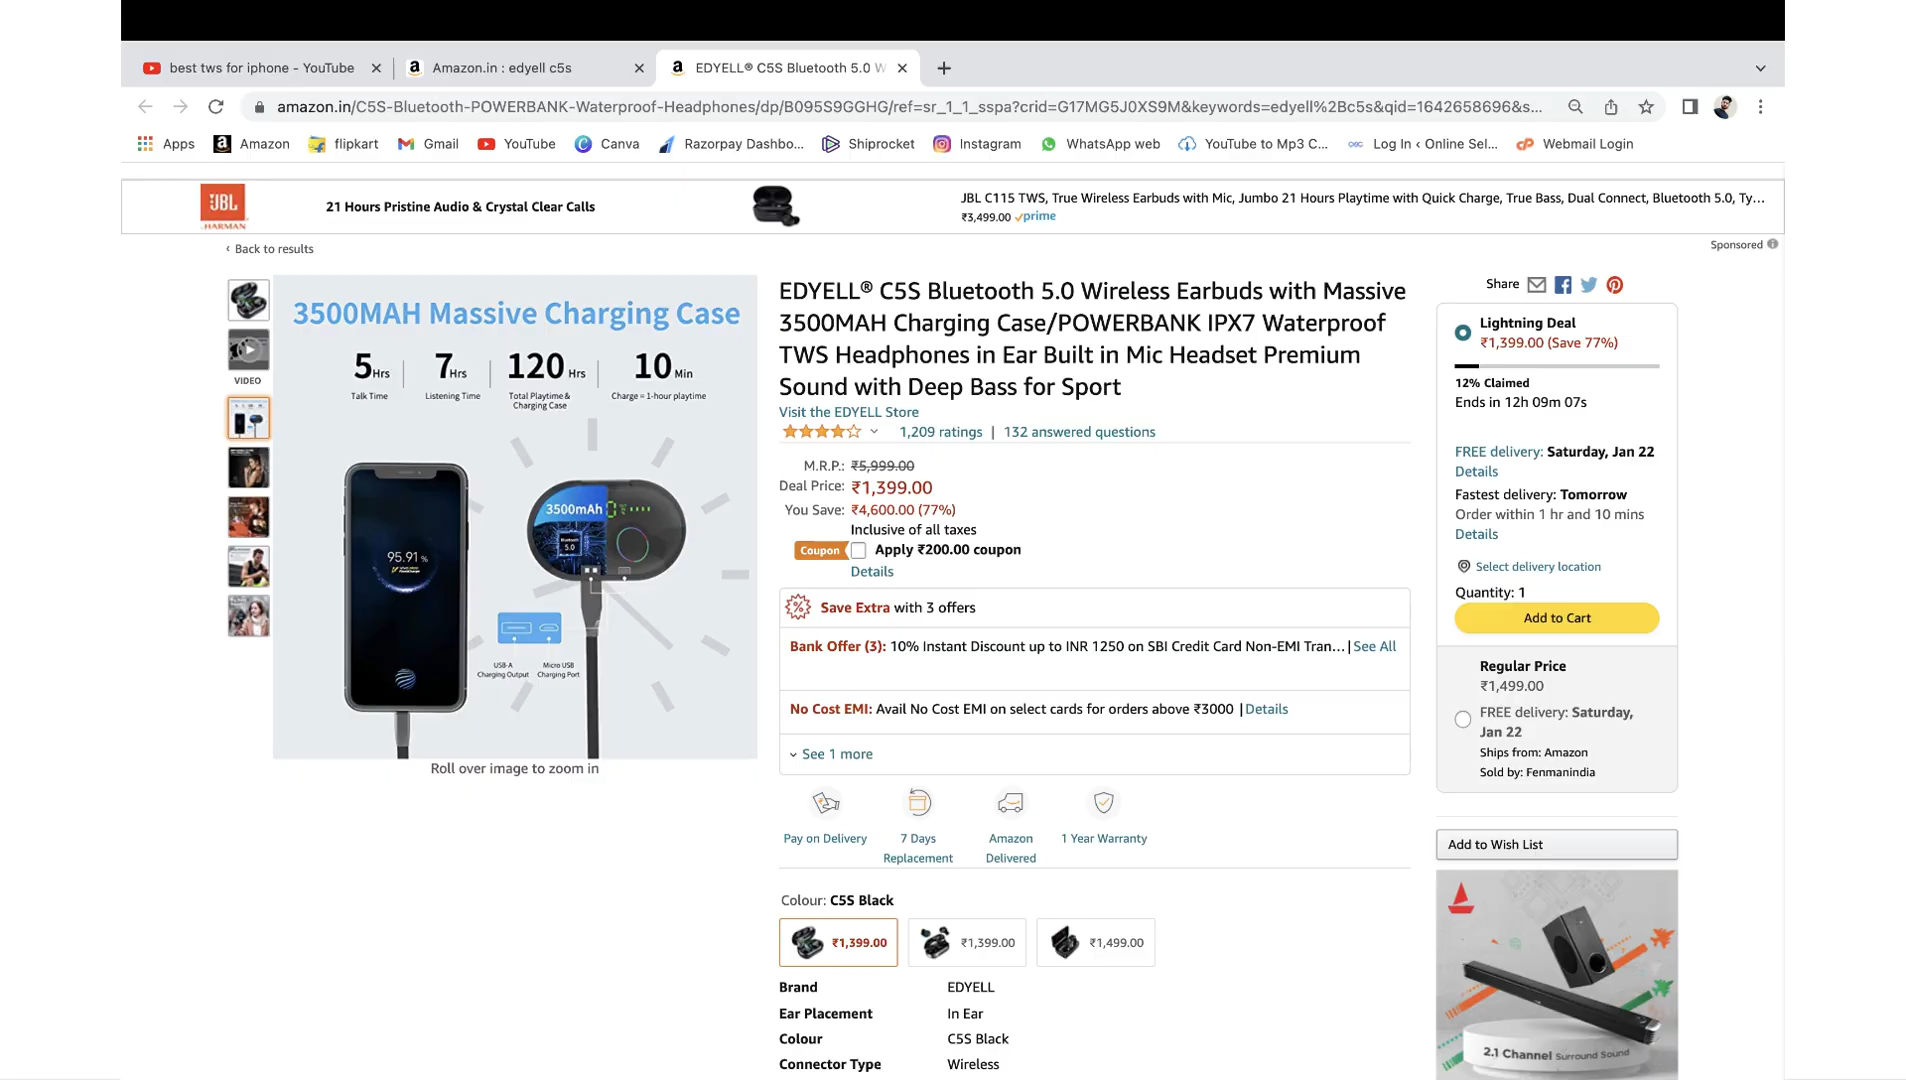 best tws for iphone - YouTube
Amazon.in : edyell c5s
EDYELL® C5S Bluetooth 5.0 W
amazon.in/C5S-Bluetooth-POWERBANK-Waterproof-Headphones/dp/B095S9GGHG/ref=sr_1_1_sspa?crid=G17MG5J0XS9M&keywords=edyell%2Bc5s&qid=1642658696&s...
Apps
Amazon
flipkart
Gmail
YouTube
Canva
Razorpay Dashbo...
Shiprocket
Instagram
WhatsApp web
YouTube to Mp3 C...
Log In ‹ Online Sel...
Webmail Login
JBL
HARMAN
21 Hours Pristine Audio & Crystal Clear Calls
JBL C115 TWS, True Wireless Earbuds with Mic, Jumbo 21 Hours Playtime with Quick Charge, True Bass, Dual Connect, Bluetooth 5.0, Ty...
₹3,499.00 prime
Sponsored
‹ Back to results
VIDEO
3500MAH Massive Charging Case
5Hrs
Talk Time
7Hrs
Listening Time
120 Hrs
Total Playtime &
Charging Case
10 Min
Charge = 1-hour playtime
95.91 %
3500mAh
Bluetooth
5.0
USB-A
Charging Output
Micro USB
Charging Port
Roll over image to zoom in
EDYELL® C5S Bluetooth 5.0 Wireless Earbuds with Massive
3500MAH Charging Case/POWERBANK IPX7 Waterproof
TWS Headphones in Ear Built in Mic Headset Premium
Sound with Deep Bass for Sport
Visit the EDYELL Store
1,209 ratings | 132 answered questions
M.R.P.: ₹5,999.00
Deal Price: ₹1,399.00
You Save: ₹4,600.00 (77%)
Inclusive of all taxes
Coupon Apply ₹200.00 coupon
Details
Save Extra with 3 offers
Bank Offer (3): 10% Instant Discount up to INR 1250 on SBI Credit Card Non-EMI Tran... | See All
No Cost EMI: Avail No Cost EMI on select cards for orders above ₹3000 | Details
See 1 more
Pay on Delivery
7 Days
Replacement
Amazon
Delivered
1 Year Warranty
Colour: C5S Black
₹1,399.00
₹1,399.00
₹1,499.00
Brand EDYELL
Ear Placement In Ear
Colour C5S Black
Connector Type Wireless
Share
Lightning Deal
₹1,399.00 (Save 77%)
12% Claimed
Ends in 12h 09m 07s
FREE delivery: Saturday, Jan 22
Details
Fastest delivery: Tomorrow
Order within 1 hr and 10 mins
Details
Select delivery location
Quantity: 1
Add to Cart
Regular Price
₹1,499.00
FREE delivery: Saturday,
Jan 22
Ships from: Amazon
Sold by: Fenmanindia
Add to Wish List
2.1 Channel Surround Sound